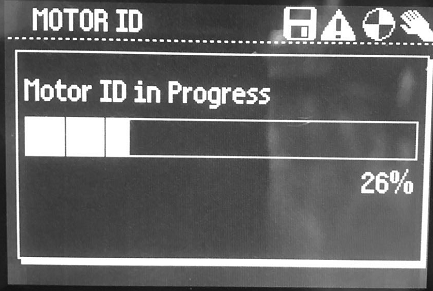 MOTOR ID
Motor ID in Progress
26%